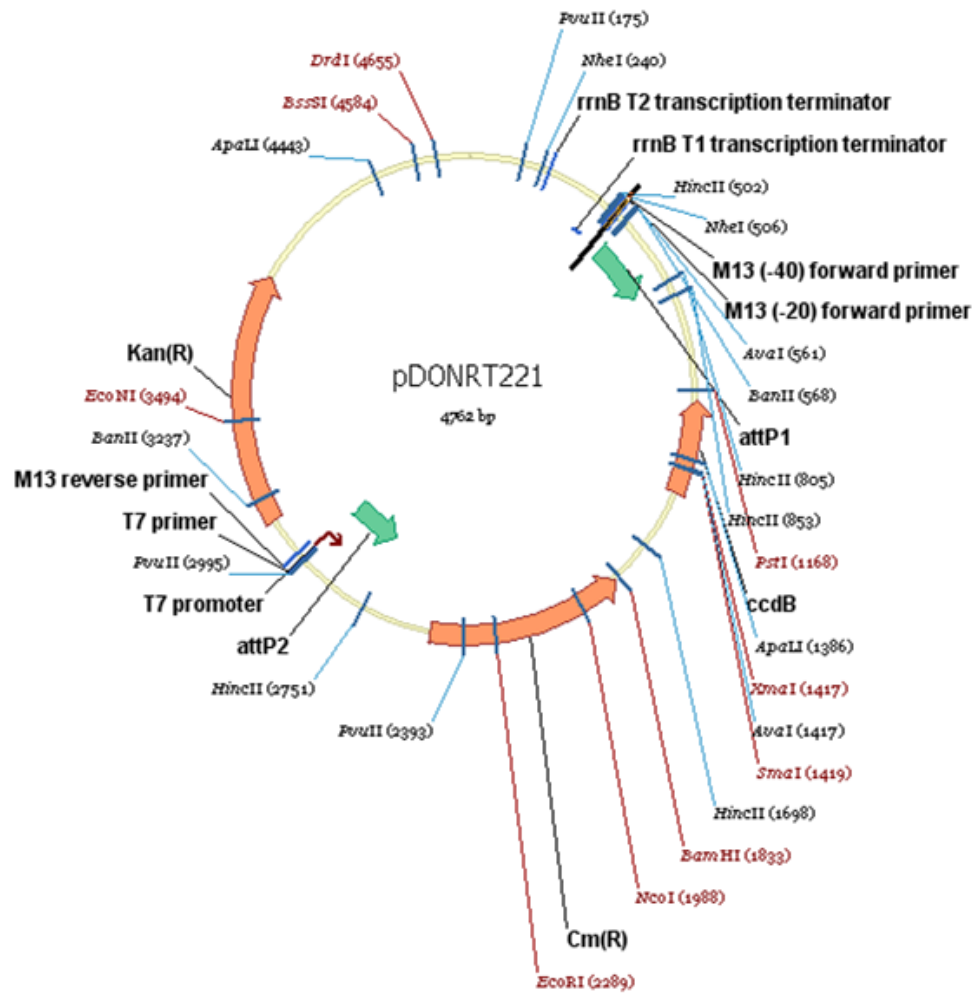 PvuII (175)
DrdI (4655)
NheI (240)
BssSI (4584)
rrnB T2 transcription terminator
ApaLI (4443)
rrnB T1 transcription terminator
HincII (502)
NheI (506)
M13 (-40) forward primer
M13 (-20) forward primer
Kan(R)
AvaI (561)
pDONRT221
EcoNI (3494)
BanII (568)
4762 bp
BanII (3237)
attP1
M13 reverse primer
HincII (805)
T7 primer
HincII (853)
PvuII (2995)
PstI (1168)
T7 promoter
ccdB
attP2
ApaLI (1386)
HincII (2751)
XmaI (1417)
PvuII (2393)
AvaI (1417)
SmaI (1419)
HincII (1698)
BamHI (1833)
NcoI (1988)
Cm(R)
EcoRI (2289)